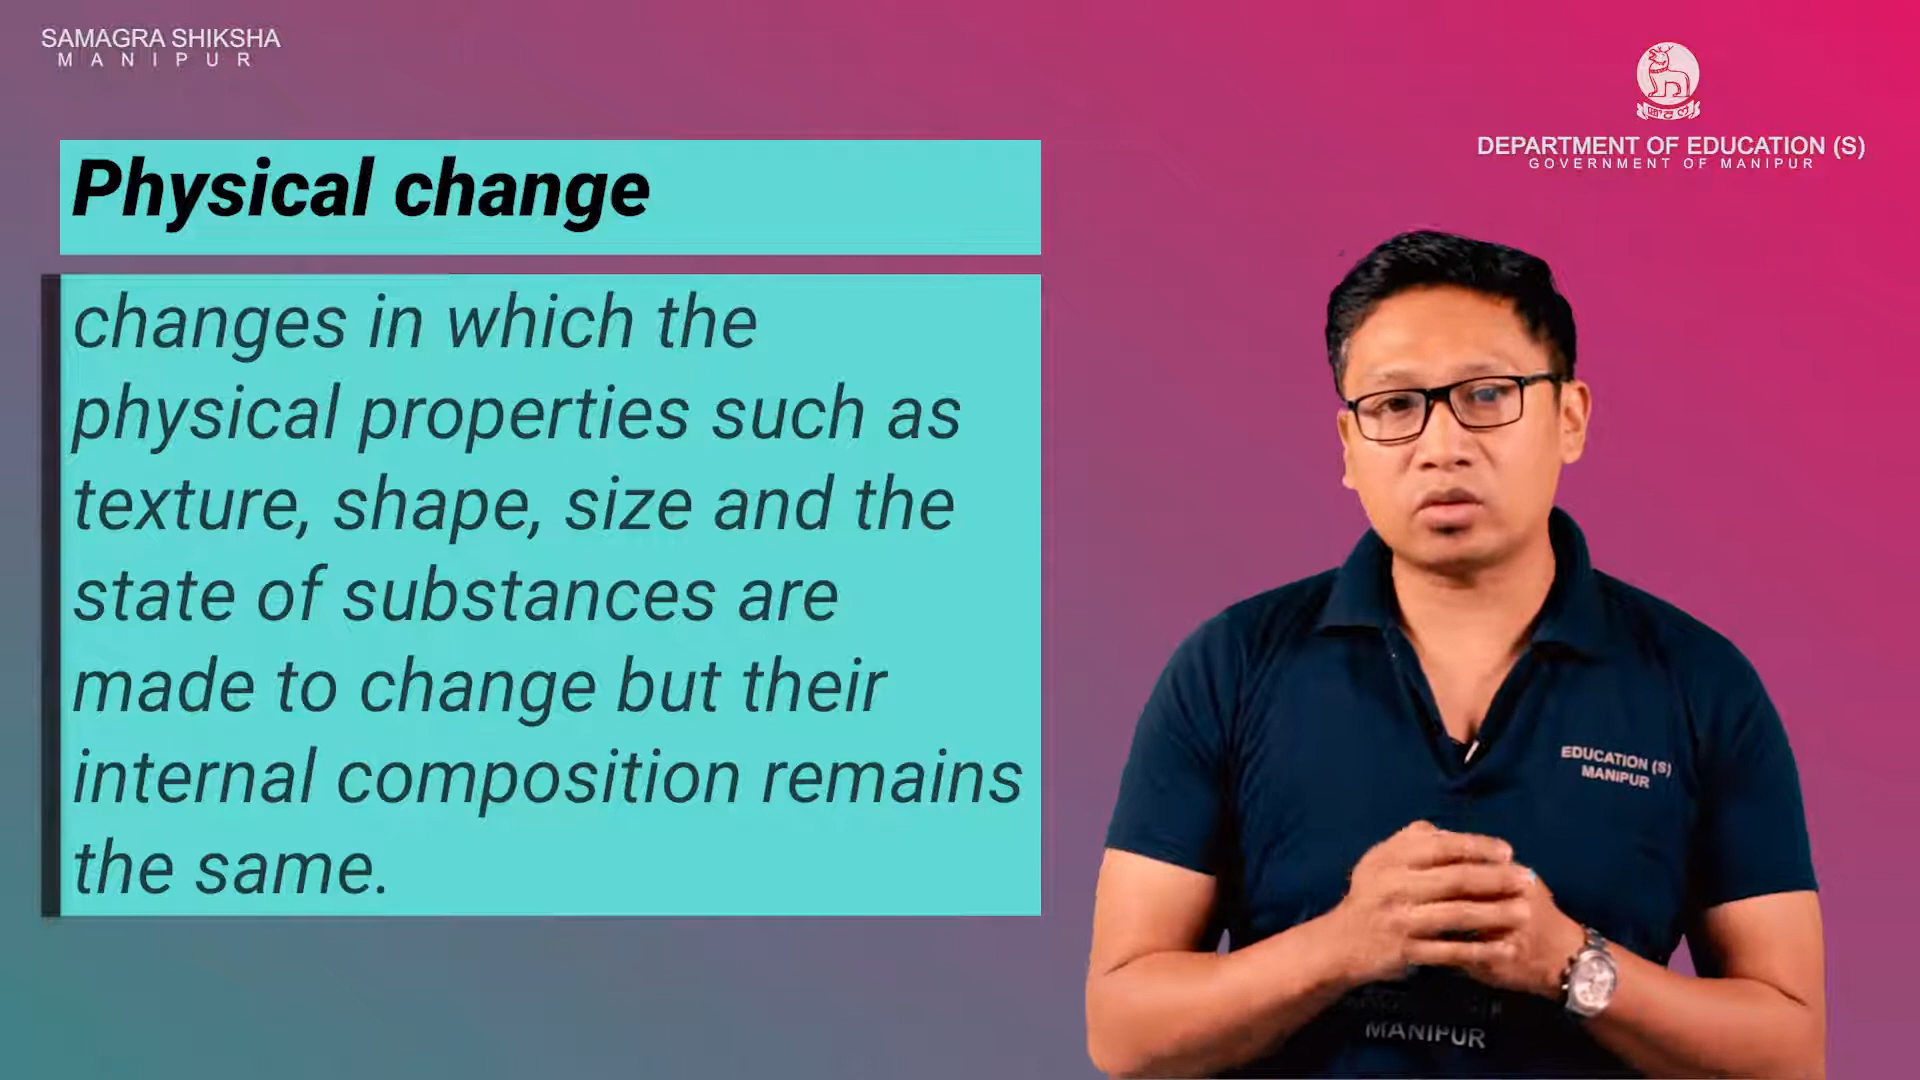 SAMAGRA SHIKSHA
MANIPUR
DEPARTMENT OF EDUCATION (S)
GOVERNMENT OF MANIPUR
Physical change
changes in which the
physical properties such as
texture, shape, size and the
state of substances are
made to change but their
internal composition remains
the same.
EDUCATION (S)
MANIPUR
MANIPUR